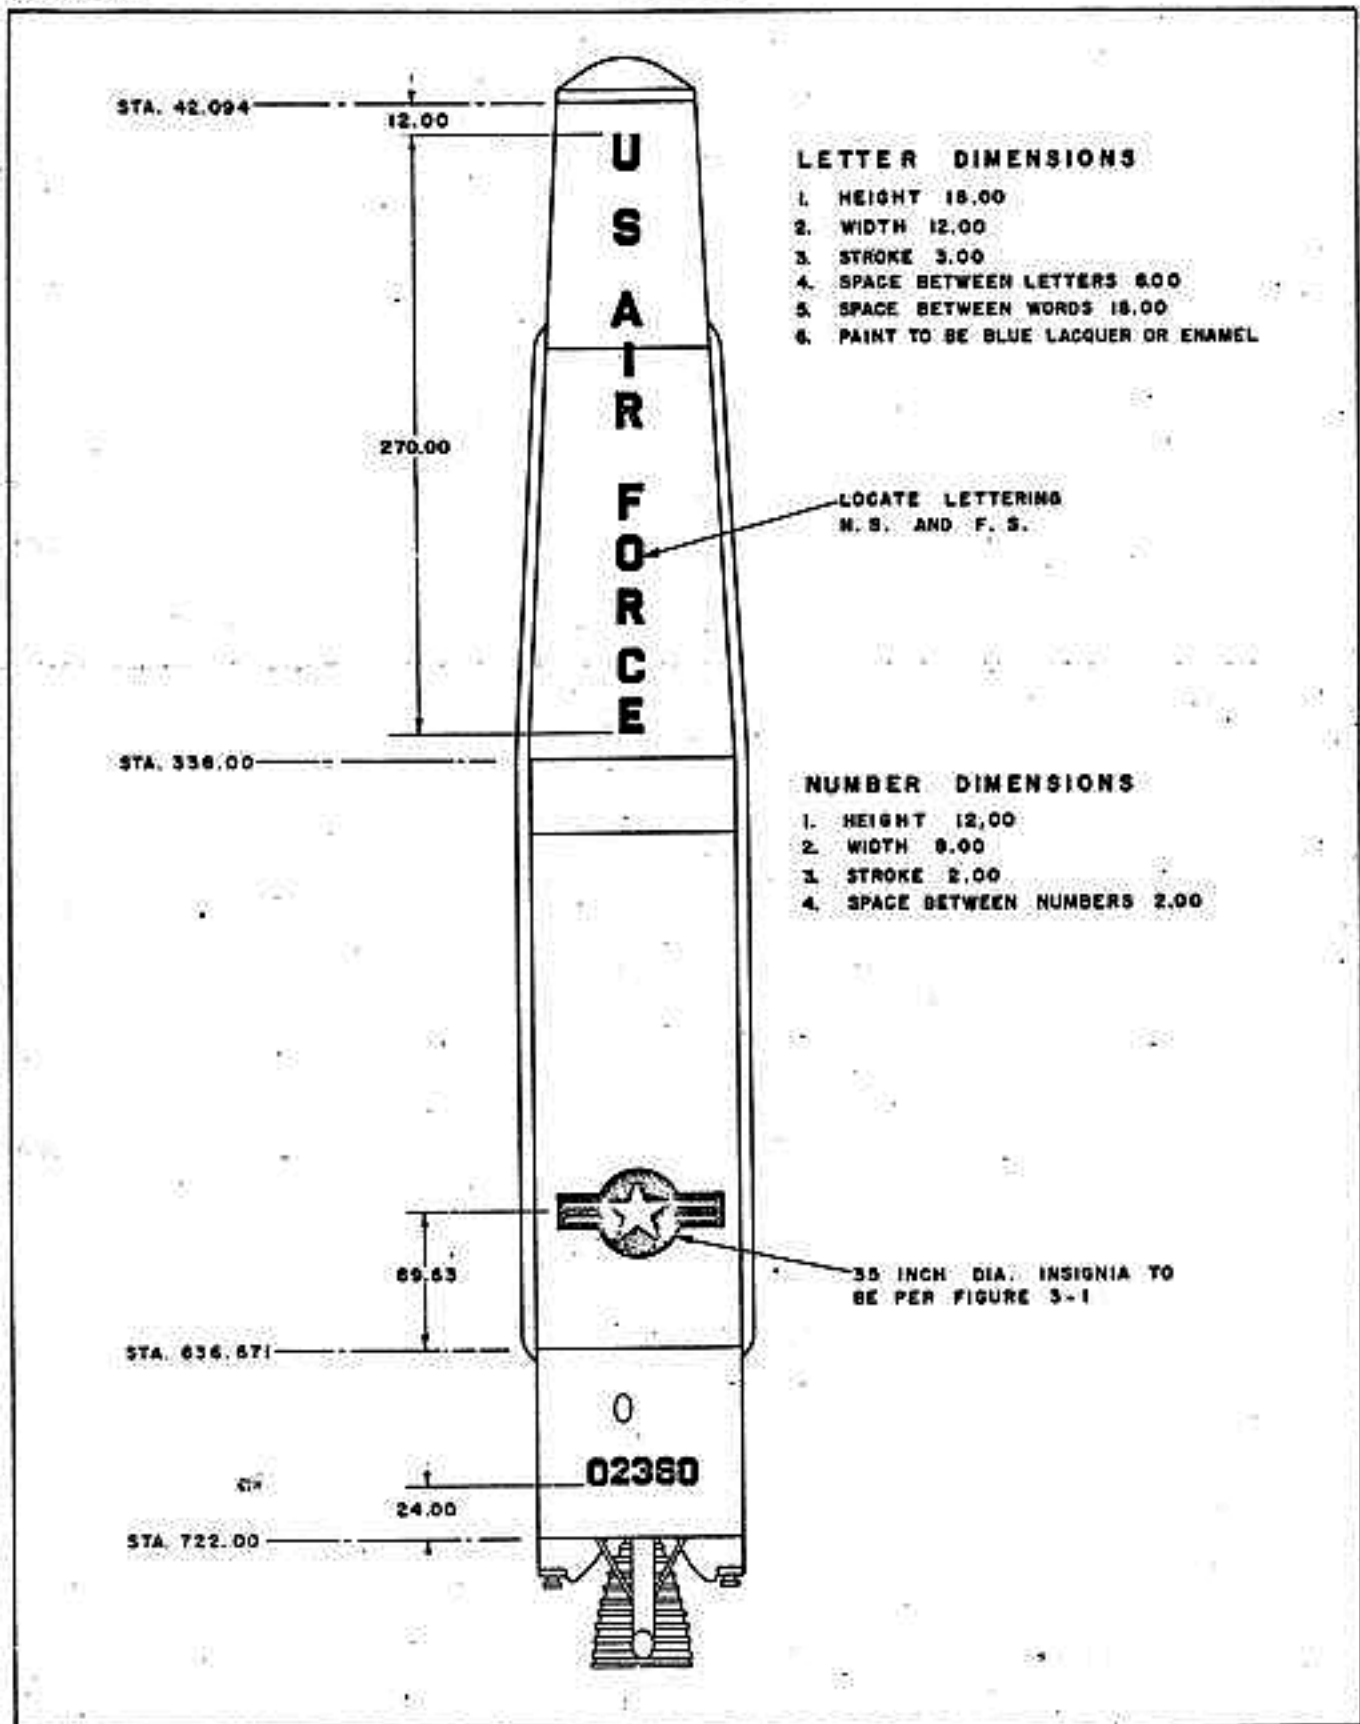 STA. 42.094
12.00
U
S
A
I
R
F
O
R
C
E
LETTER DIMENSIONS
1. HEIGHT 18.00
2. WIDTH 12.00
3. STROKE 3.00
4. SPACE BETWEEN LETTERS 6.00
5. SPACE BETWEEN WORDS 18.00
6. PAINT TO BE BLUE LACQUER OR ENAMEL
270.00
LOCATE LETTERING
N. S. AND F. S.
STA. 336.00
NUMBER DIMENSIONS
1. HEIGHT 12.00
2. WIDTH 8.00
3. STROKE 2.00
4. SPACE BETWEEN NUMBERS 2.00
69.63
35 INCH DIA. INSIGNIA TO
BE PER FIGURE 3-1
STA. 636.671
02360
24.00
STA. 722.00